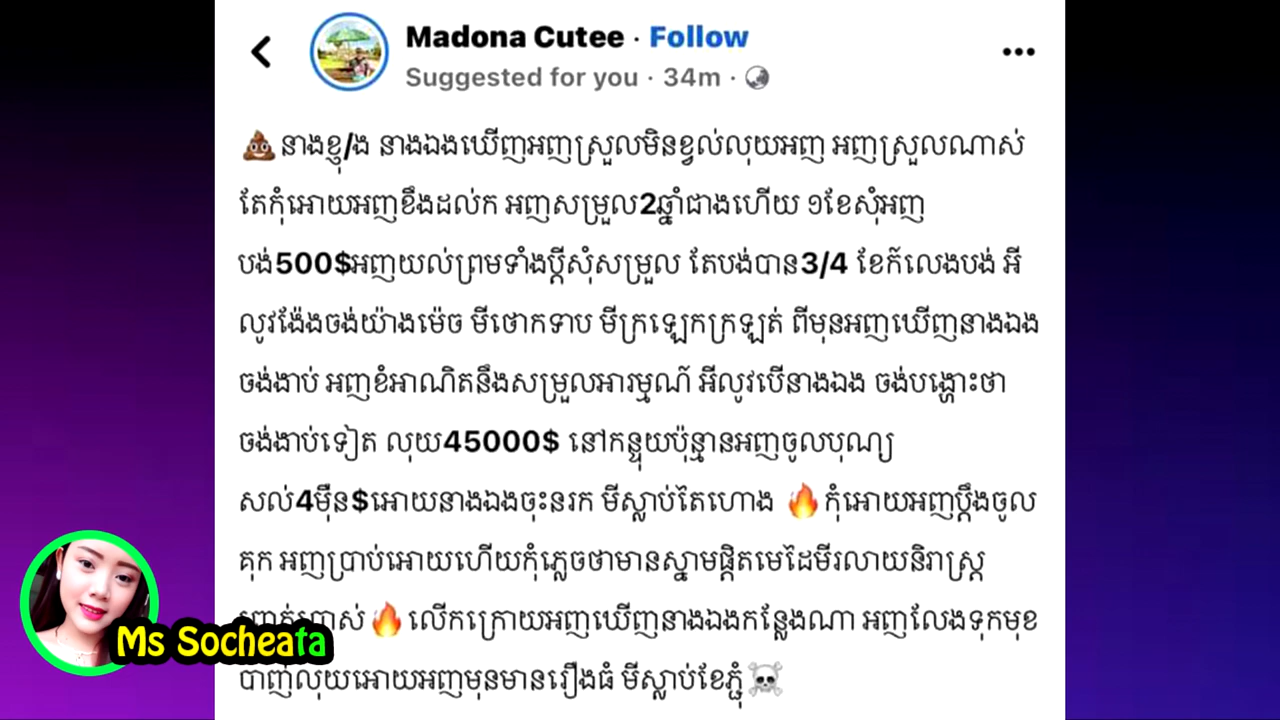 Madona Cutee · Follow
Suggested for you · 34m ·
💩នាងខ្ញុ/ង នាងឯងឃើញអញស្រួលមិនខ្វល់លុយអញ អញស្រួលណាស់
តែកុំអោយអញខឹងដល់ក អញសម្រួល2ឆ្នាំជាងហើយ ១ខែសុំអញ
បង់500$អញយល់ព្រមទាំងប្តីសុំសម្រួល តែបង់បាន3/4 ខែក៍លេងបង់ អី
លូវង៉ែងចង់យ៉ាងម៉េច មីថោកទាប មីក្រឡេកក្រឡត់ ពីមុនអញឃើញនាងឯង
ចង់ងាប់ អញខំអាណិតនឹងសម្រួលអារម្មណ៍ អីលូវបើនាងឯង ចង់បង្ហោះថា
ចង់ងាប់ទៀត លុយ45000$ នៅកន្ទុយប៉ុន្មានអញចូលបុណ្យ
សល់4ម៉ឺន$អោយនាងឯងចុះនរក មីស្លាប់តៃហោង 🔥កុំអោយអញប្តឹងចូល
គុក អញប្រាប់អោយហើយកុំភ្លេចថាមានស្នាមផ្តិតមេដៃមីរលាយនិរាស្ត្រ
🔥លើកក្រោយអញឃើញនាងឯងកន្លែងណា អញលែងទុកមុខ
លុយអោយអញមុនមានរឿងធំ មីស្លាប់ខែភ្ជុំ☠️
Ms Socheata